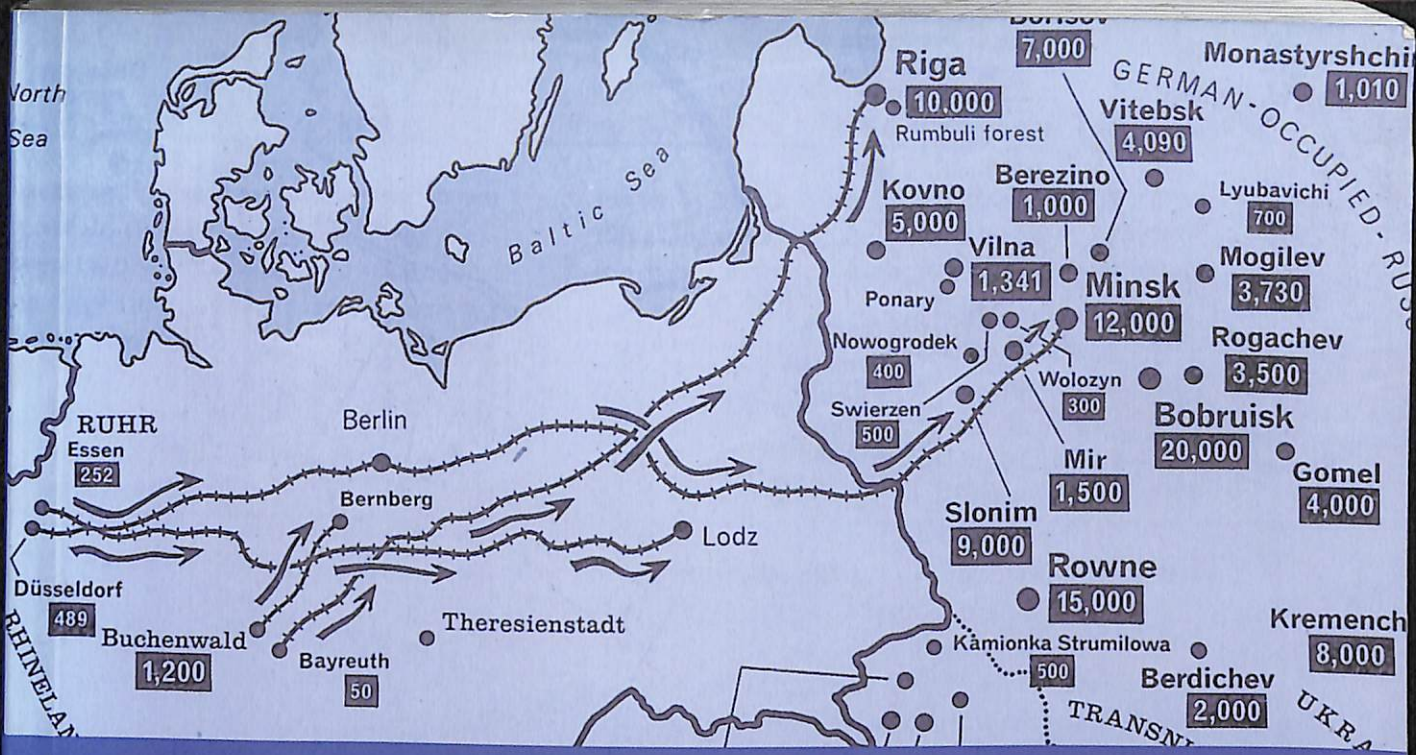 Borisov
7,000
Monastyrshchi
1,010
Riga
10,000
Rumbuli forest
GERMAN-OCCUPIED-RUSS
Vitebsk
4,090
North
Sea
Baltic Sea
Berezino
1,000
Kovno
5,000
Lyubavichi
700
Vilna
1,341
Ponary
Minsk
12,000
Mogilev
3,730
Nowogrodek
400
Wolozyn
300
Rogachev
3,500
Swierzen
500
Bobruisk
20,000
RUHR
Essen
252
Berlin
Bernberg
Mir
1,500
Gomel
4,000
Slonim
9,000
Lodz
Rowne
15,000
Düsseldorf
489
RHINELAN
Buchenwald
1,200
Bayreuth
50
Theresienstadt
Kamionka Strumilowa
500
Kremench
8,000
Berdichev
2,000
TRANSNI
UKRA